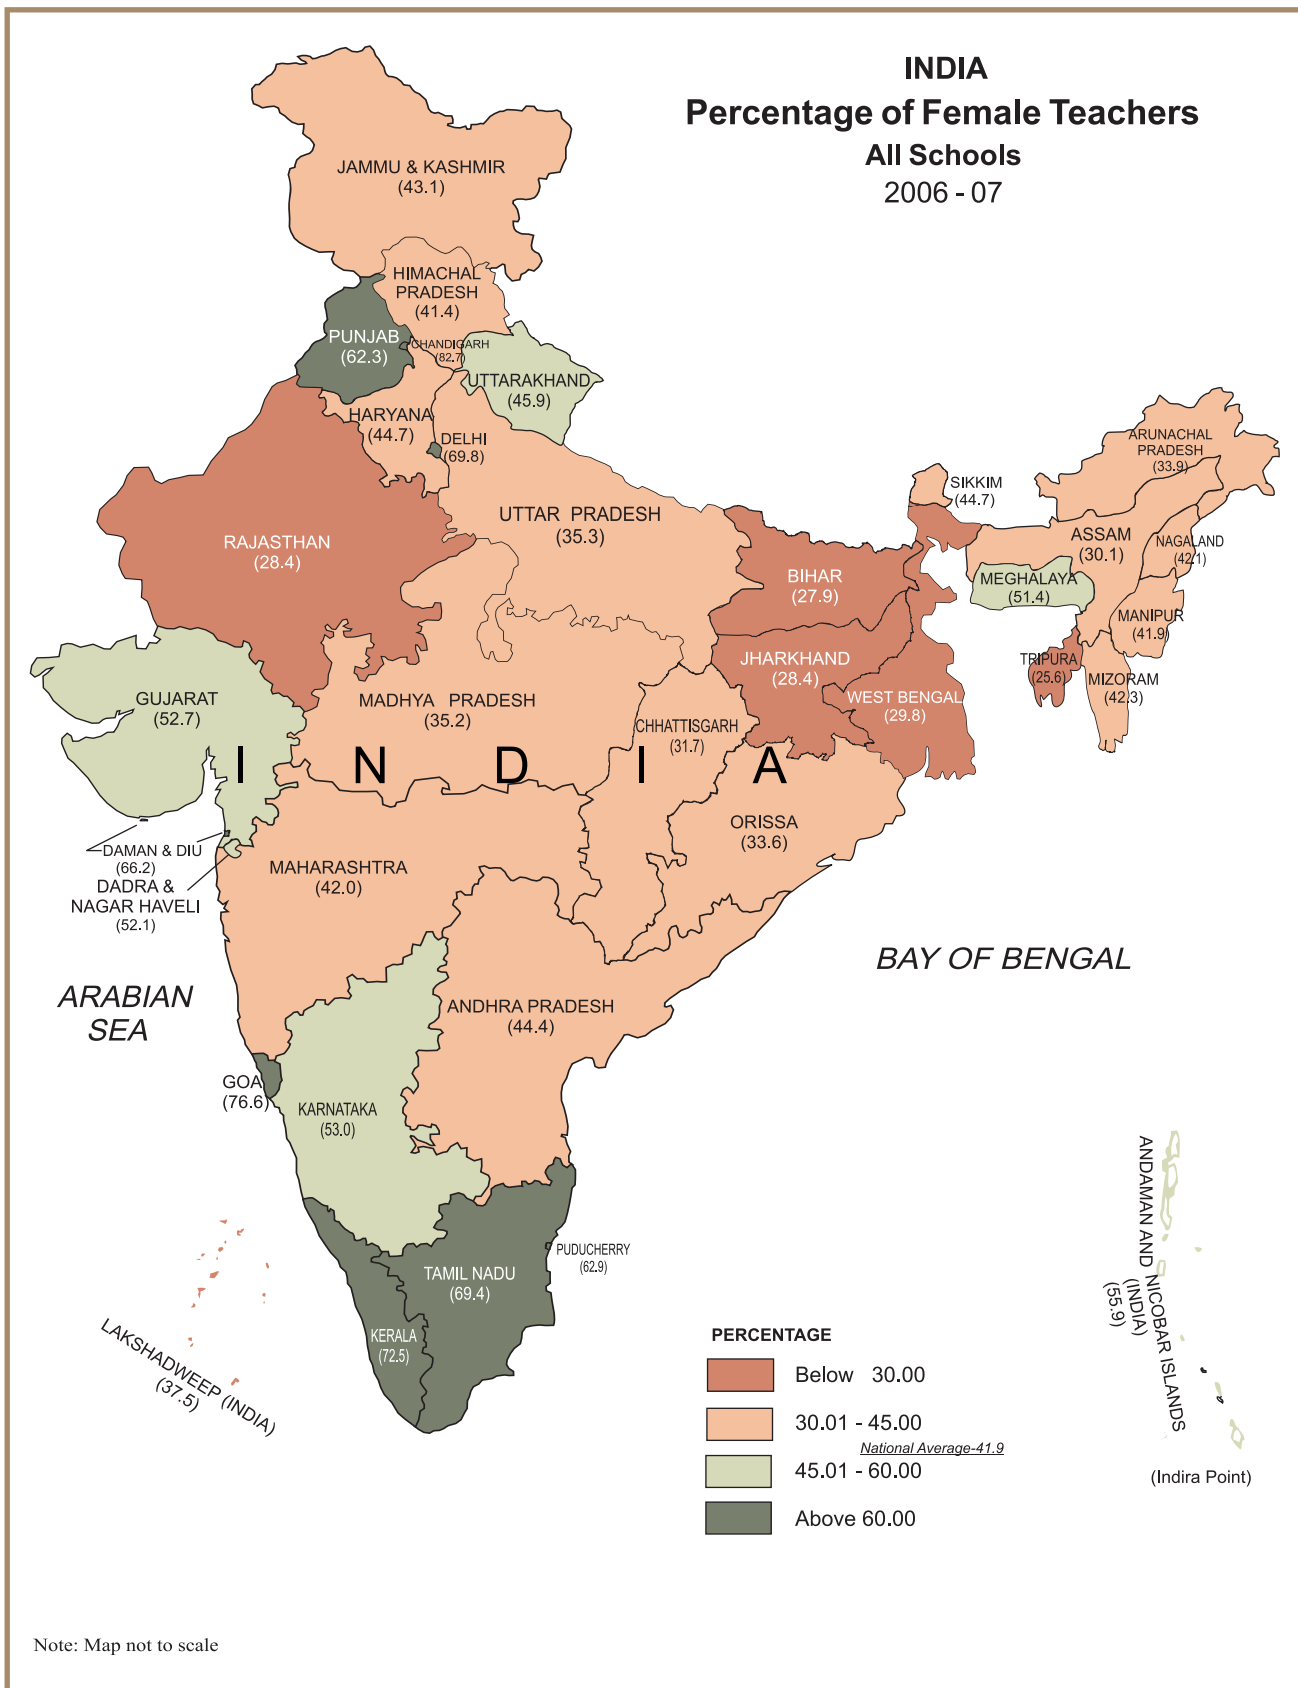 INDIA
Percentage of Female Teachers
All Schools
2006 - 07
JAMMU & KASHMIR
(43.1)
HIMACHAL
PRADESH
(41.4)
PUNJAB
(62.3)
CHANDIGARH
(82.7)
UTTARAKHAND
(45.9)
HARYANA
(44.7)
DELHI
(69.8)
ARUNACHAL
PRADESH
(33.9)
SIKKIM
(44.7)
UTTAR PRADESH
(35.3)
RAJASTHAN
(28.4)
ASSAM
(30.1)
NAGALAND
(42.1)
BIHAR
(27.9)
MEGHALAYA
(51.4)
MANIPUR
(41.9)
JHARKHAND
(28.4)
TRIPURA
(25.6)
MIZORAM
(42.3)
GUJARAT
(52.7)
MADHYA PRADESH
(35.2)
WEST BENGAL
(29.8)
CHHATTISGARH
(31.7)
I N D I A
ORISSA
(33.6)
DAMAN & DIU
(66.2)
DADRA &
NAGAR HAVELI
(52.1)
MAHARASHTRA
(42.0)
BAY OF BENGAL
ARABIAN
SEA
ANDHRA PRADESH
(44.4)
GOA
(76.6)
KARNATAKA
(53.0)
PUDUCHERRY
(62.9)
TAMIL NADU
(69.4)
KERALA
(72.5)
LAKSHADWEEP (INDIA)
(37.5)
ANDAMAN AND NICOBAR ISLANDS
(INDIA)
(55.9)
(Indira Point)
PERCENTAGE
Below 30.00
30.01 - 45.00
National Average-41.9
45.01 - 60.00
Above 60.00
Note: Map not to scale